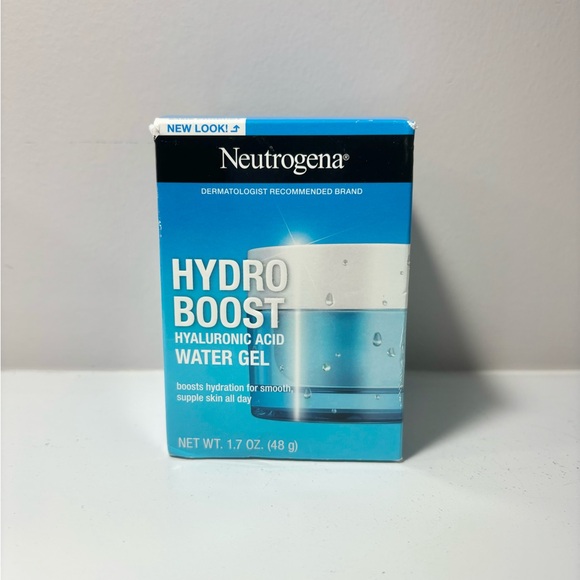 NEW LOOK!
Neutrogena®
DERMATOLOGIST RECOMMENDED BRAND
HYDRO
BOOST
HYALURONIC ACID
WATER GEL
boosts hydration for smooth,
supple skin all day
NET WT. 1.7 OZ. (48 g)